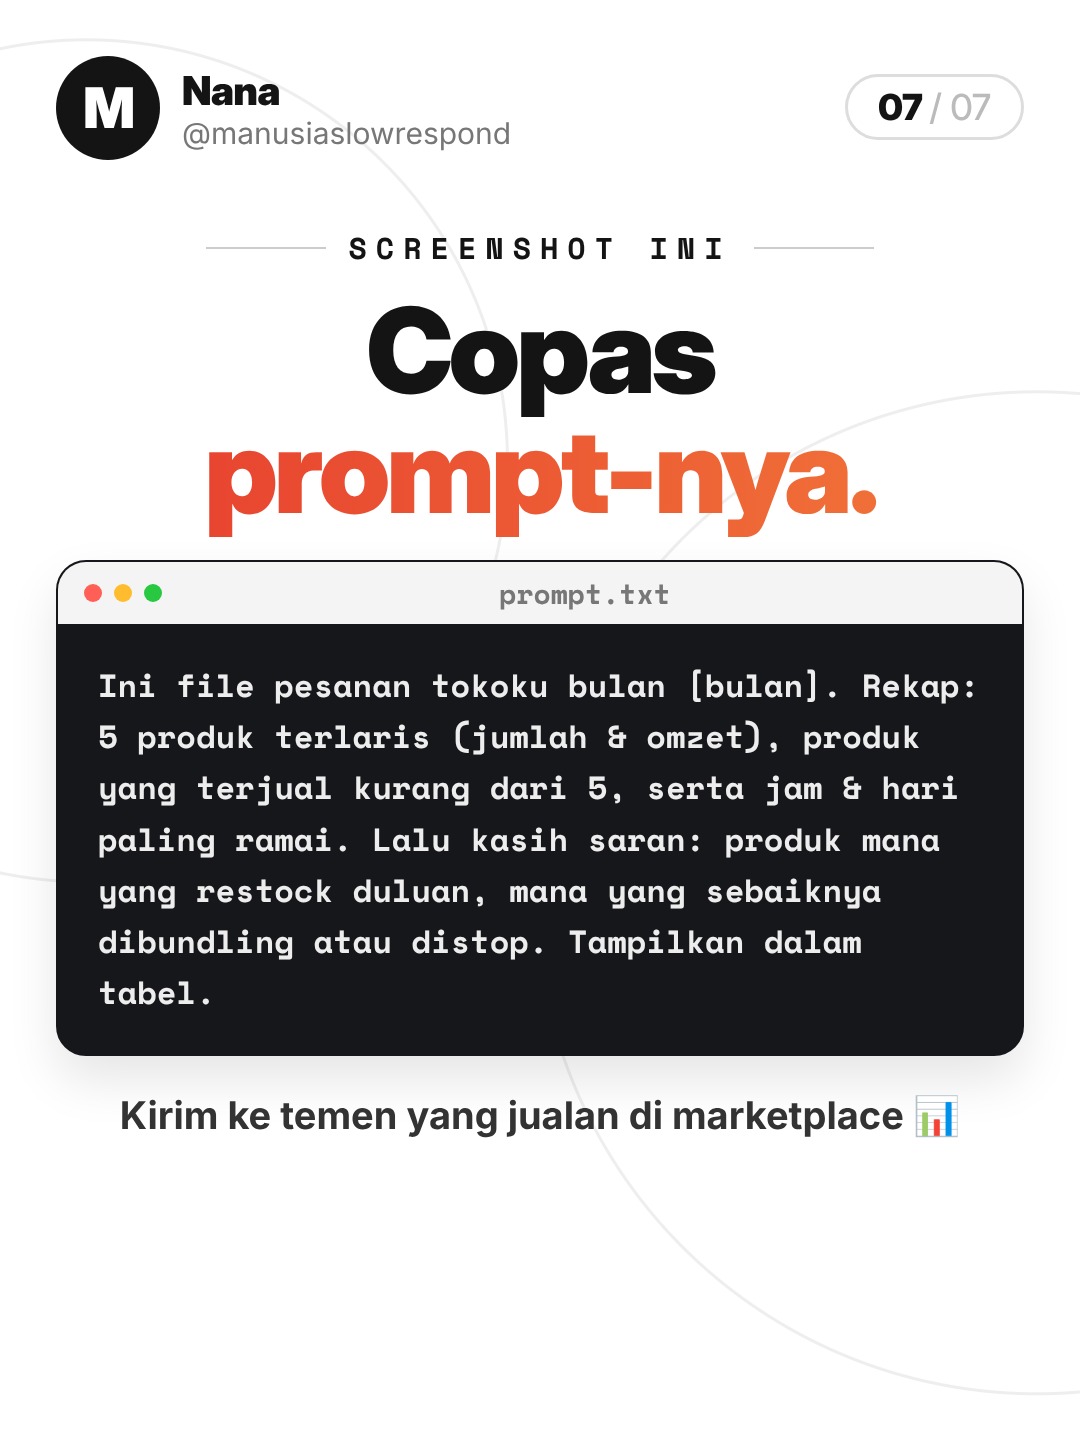 M
Nana
@manusiaslowrespond
07 / 07
SCREENSHOT INI
Copas
prompt-nya.
prompt.txt
Ini file pesanan tokoku bulan [bulan]. Rekap:
5 produk terlaris (jumlah & omzet), produk
yang terjual kurang dari 5, serta jam & hari
paling ramai. Lalu kasih saran: produk mana
yang restock duluan, mana yang sebaiknya
dibundling atau distop. Tampilkan dalam
tabel.
Kirim ke temen yang jualan di marketplace 📊